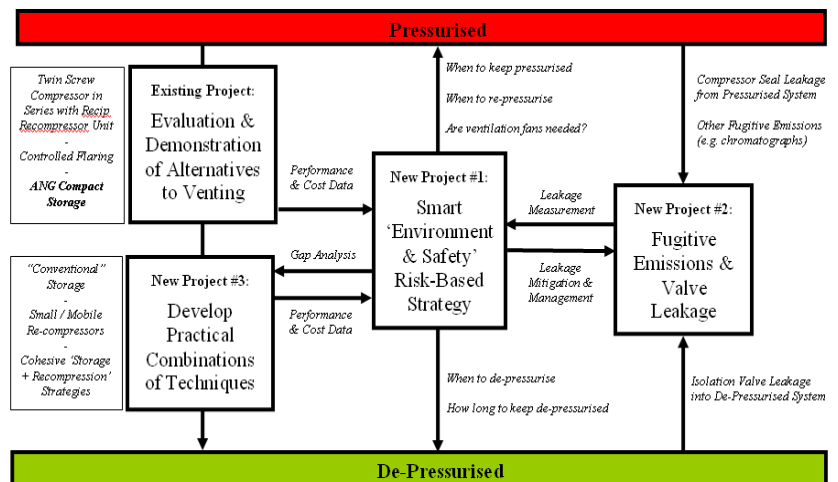 Pressurised
Twin Screw
Compressor in
Series with Recip
Recompressor Unit
-
Controlled Flaring
-
ANG Compact
Storage
Existing Project:
Evaluation &
Demonstration
of Alternatives
to Venting
When to keep pressurised
When to re-pressurise
Are ventilation fans needed?
Compressor Seal Leakage
from Pressurised System
Other Fugitive Emissions
(e.g. chromatographs)
Performance
& Cost Data
New Project #1:
Smart
‘Environment
& Safety’
Risk-Based
Strategy
Leakage
Measurement
Leakage
Mitigation &
Management
New Project #2:
Fugitive
Emissions &
Valve
Leakage
“Conventional”
Storage
-
Small / Mobile
Re-compressors
-
Cohesive ‘Storage
+ Recompression’
Strategies
New Project #3:
Develop
Practical
Combinations
of Techniques
Gap Analysis
Performance
& Cost Data
When to de-pressurise
How long to keep de-pressurised
Isolation Valve Leakage
into De-Pressurised System
De-Pressurised